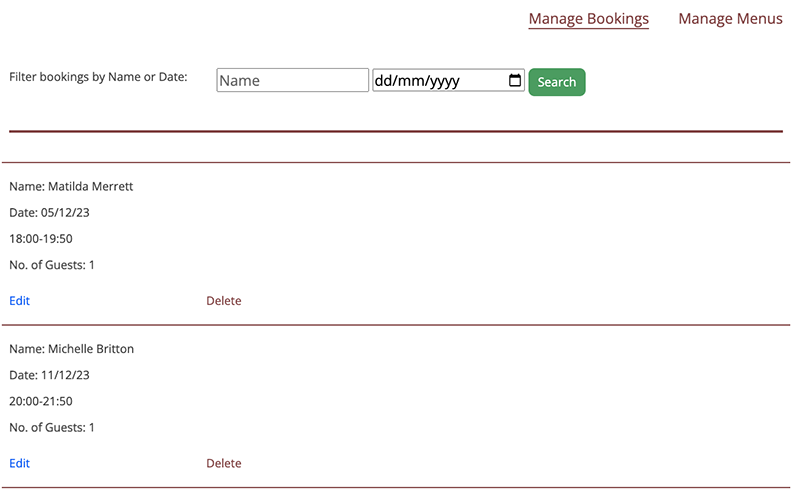 Manage Bookings Manage Menus
Filter bookings by Name or Date: Name dd/mm/yyyy Search
Name: Matilda Merrett
Date: 05/12/23
18:00-19:50
No. of Guests: 1
Edit Delete
Name: Michelle Britton
Date: 11/12/23
20:00-21:50
No. of Guests: 1
Edit Delete